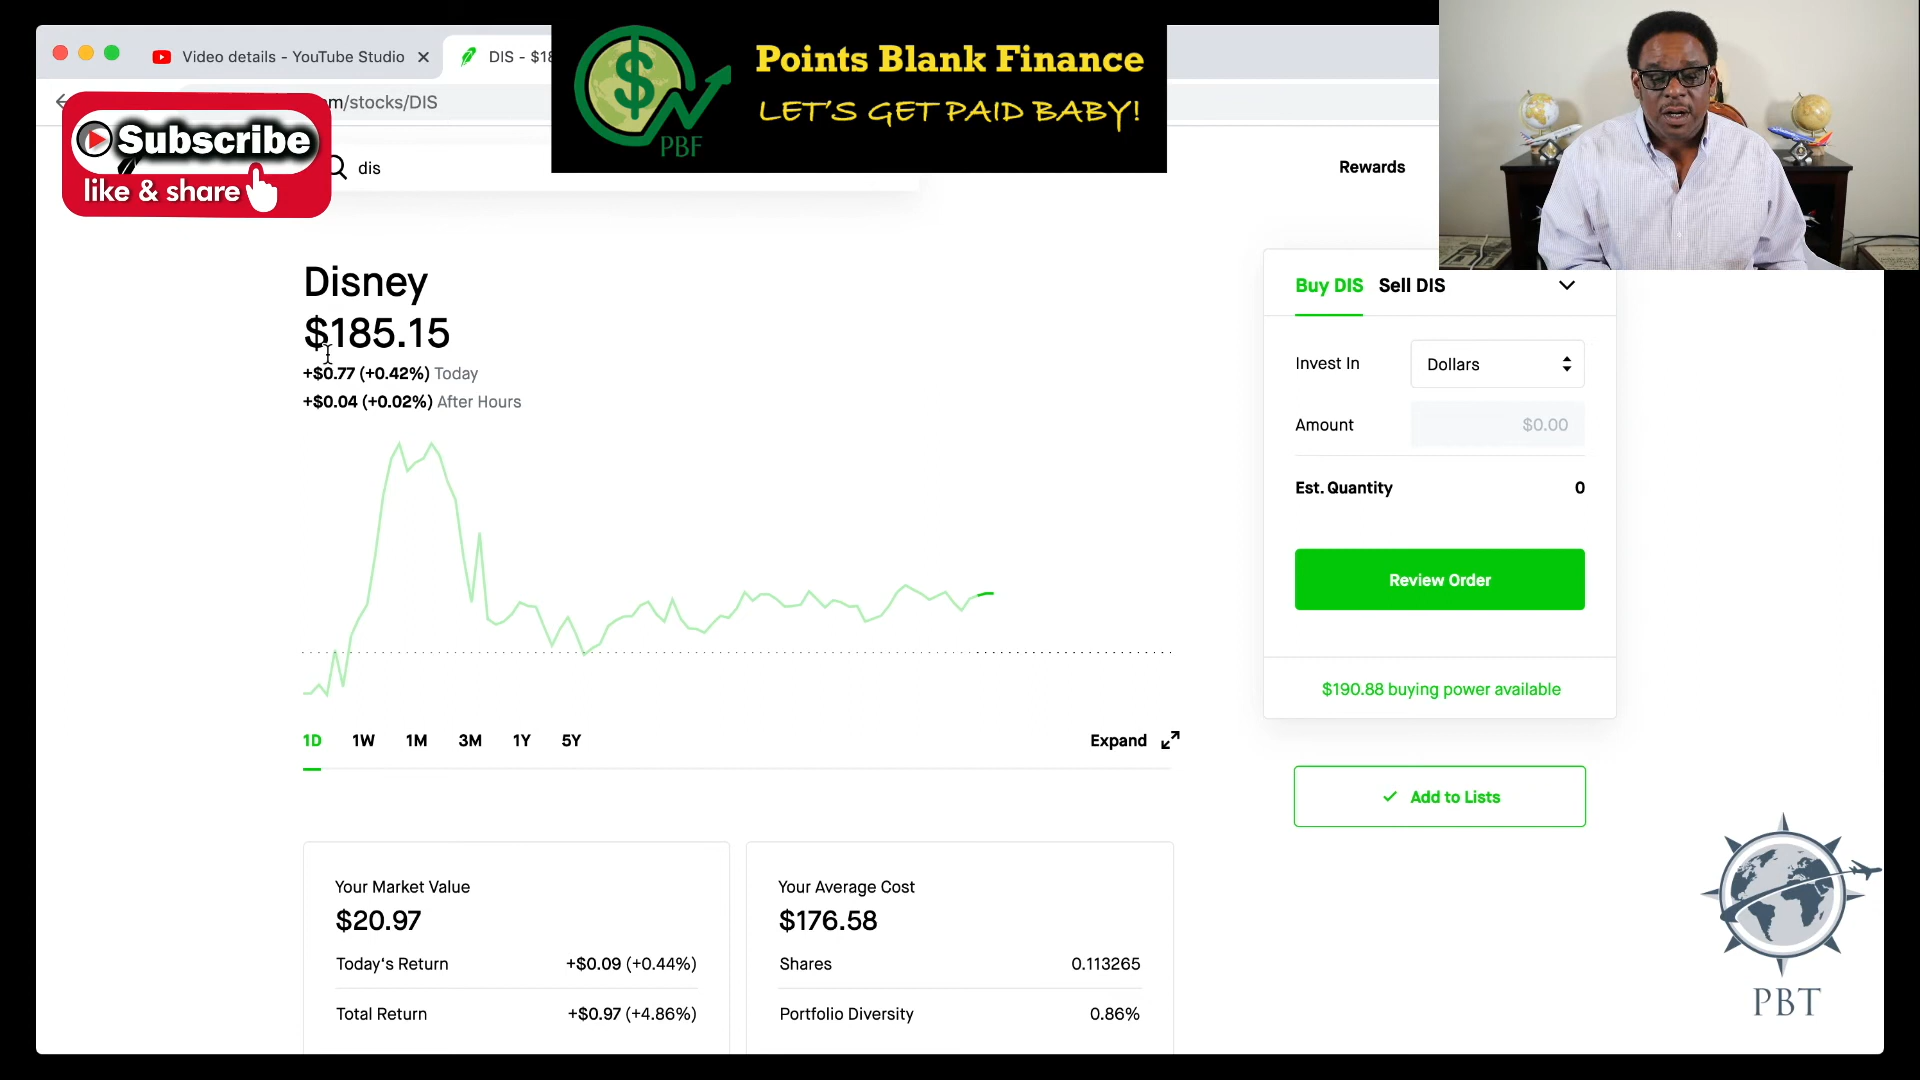 Video details - YouTube Studio
DIS - $18
m/stocks/DIS
Subscribe
like & share
Points Blank Finance
LET'S GET PAID BABY!
PBF
dis
Rewards
Disney
$185.15
+$0.77 (+0.42%) Today
+$0.04 (+0.02%) After Hours
1D 1W 1M 3M 1Y 5Y
Expand
Your Market Value
$20.97
Today's Return +$0.09 (+0.44%)
Total Return +$0.97 (+4.86%)
Your Average Cost
$176.58
Shares 0.113265
Portfolio Diversity 0.86%
Buy DIS Sell DIS
Invest In Dollars
Amount $0.00
Est. Quantity 0
Review Order
$190.88 buying power available
Add to Lists
PBT